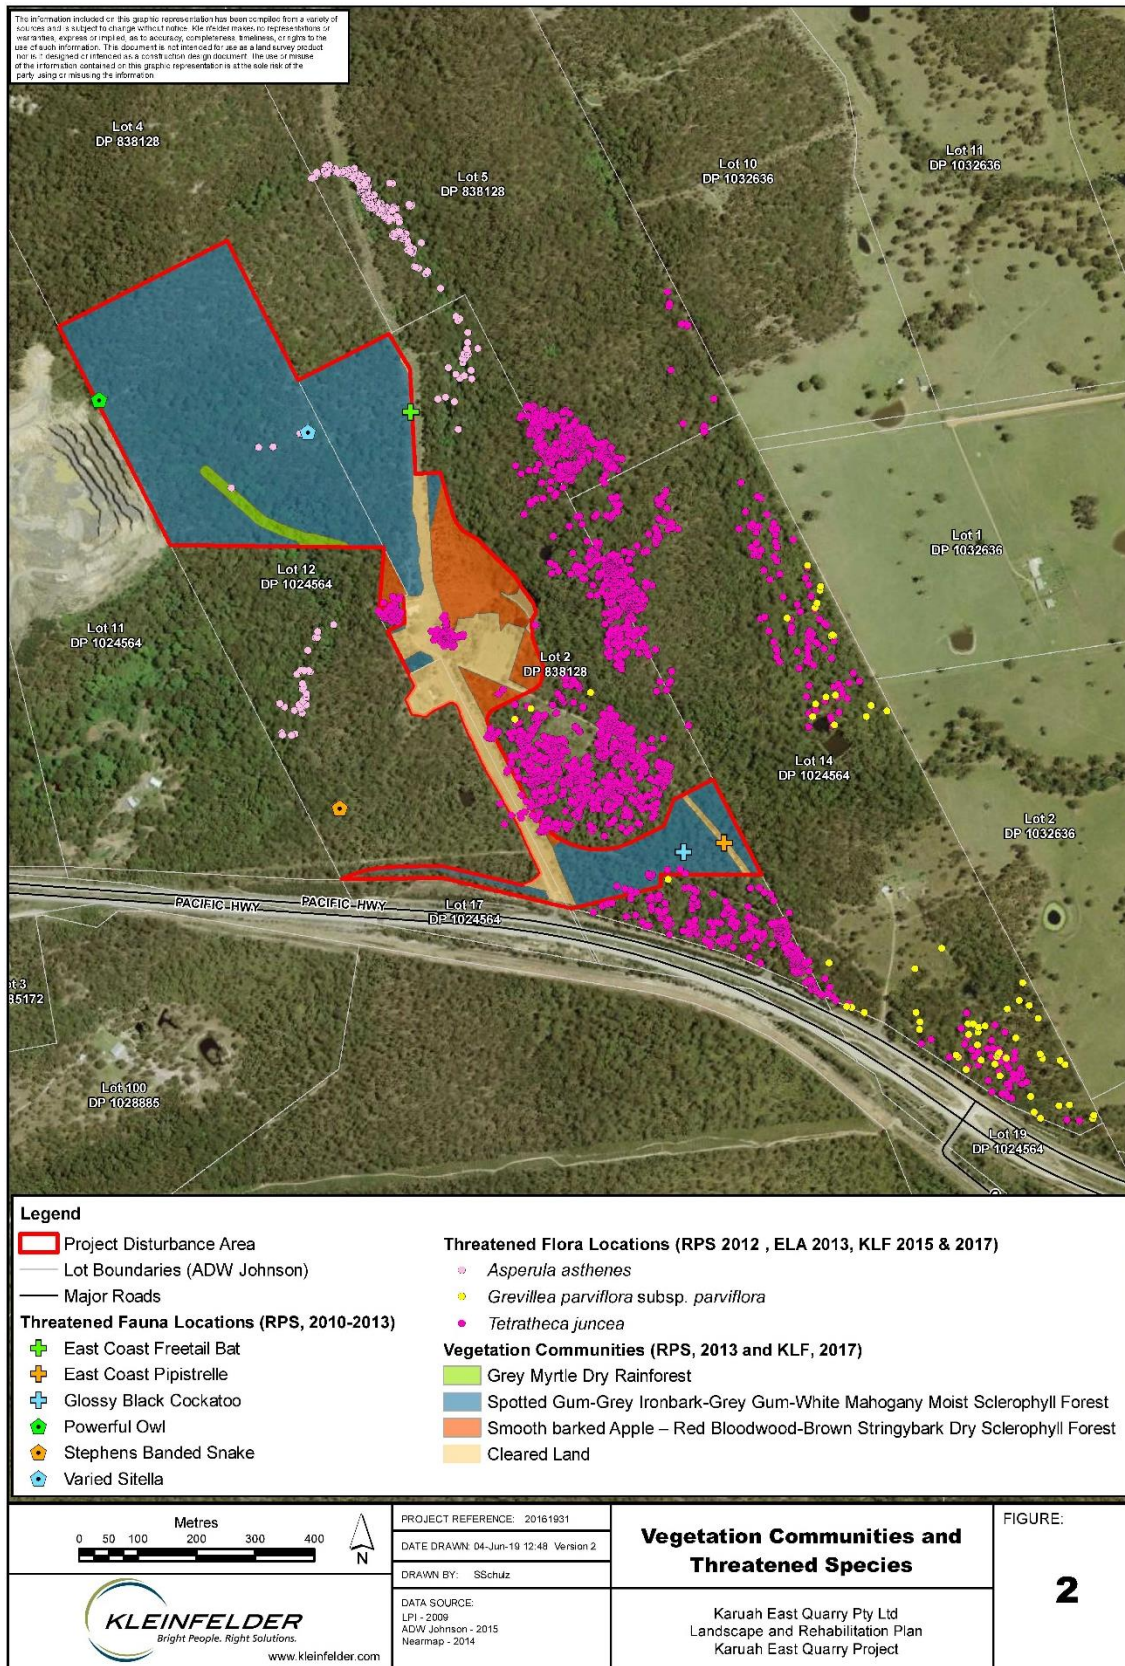 The information included on this graphic representation has been compiled from a variety of
sources and is subject to change without notice. Kleinfelder makes no representations or
warranties, express or implied, as to accuracy, completeness, timeliness, or rights to the
use of such information. This document is not intended for use as a land survey product
nor is it designed or intended as a construction design document. The use or misuse
of the information contained on this graphic representation is at the sole risk of the
party using or misusing the information.
Lot 4
DP 838128
Lot 5
DP 838128
Lot 10
DP 1032636
Lot 11
DP 1032636
Lot 1
DP 1032636
Lot 12
DP 1024564
Lot 11
DP 1024564
Lot 2
DP 838128
Lot 14
DP 1024564
Lot 2
DP 1032636
PACIFIC HWY
PACIFIC HWY
Lot 17
DP 1024564
ot 3
35172
Lot 100
DP 1028885
Lot 19
DP 1024564
Legend
Project Disturbance Area
Lot Boundaries (ADW Johnson)
Major Roads
Threatened Fauna Locations (RPS, 2010-2013)
East Coast Freetail Bat
East Coast Pipistrelle
Glossy Black Cockatoo
Powerful Owl
Stephens Banded Snake
Varied Sitella
Threatened Flora Locations (RPS 2012 , ELA 2013, KLF 2015 & 2017)
Asperula asthenes
Grevillea parviflora subsp. parviflora
Tetratheca juncea
Vegetation Communities (RPS, 2013 and KLF, 2017)
Grey Myrtle Dry Rainforest
Spotted Gum-Grey Ironbark-Grey Gum-White Mahogany Moist Sclerophyll Forest
Smooth barked Apple – Red Bloodwood-Brown Stringybark Dry Sclerophyll Forest
Cleared Land
Metres
0 50 100 200 300 400
N
KLEINFELDER
Bright People. Right Solutions.
www.kleinfelder.com
PROJECT REFERENCE: 20161931
DATE DRAWN: 04-Jun-19 12:48 Version 2
DRAWN BY: SSchulz
DATA SOURCE:
LPI - 2009
ADW Johnson - 2015
Nearmap - 2014
Vegetation Communities and
Threatened Species
Karuah East Quarry Pty Ltd
Landscape and Rehabilitation Plan
Karuah East Quarry Project
FIGURE:
2